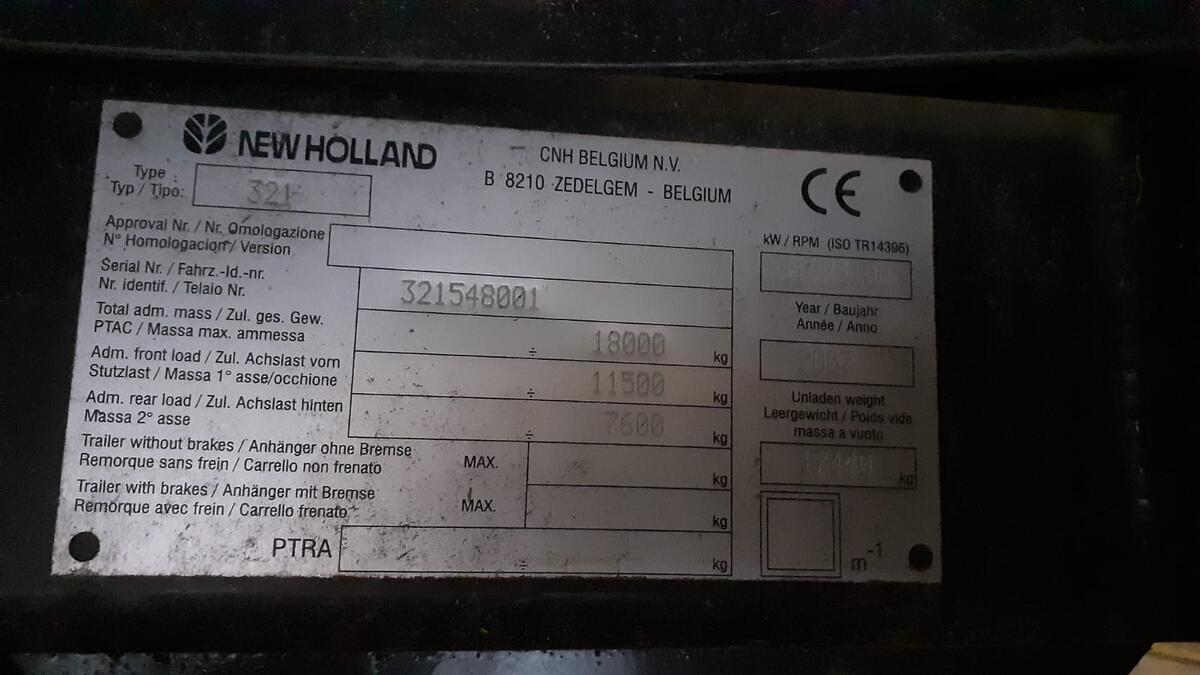 NEW HOLLAND
CNH BELGIUM N.V.
B 8210 ZEDELGEM - BELGIUM
CE
Type
Typ / Tipo:
321
Approval Nr. / Nr. Omologazione
N° Homologacion / Version
Serial Nr. / Fahrz.-Id.-nr.
Nr. identif. / Telaio Nr.
321548001
Total adm. mass / Zul. ges. Gew.
PTAC / Massa max. ammessa
÷ 18000 kg
Adm. front load / Zul. Achslast vorn
Stutzlast / Massa 1° asse/occhione
÷ 11500 kg
Adm. rear load / Zul. Achslast hinten
Massa 2° asse
÷ 7600 kg
Trailer without brakes / Anhänger ohne Bremse
Remorque sans frein / Carrello non frenato
MAX. kg
Trailer with brakes / Anhänger mit Bremse
Remorque avec frein / Carrello frenato
MAX. kg
PTRA ÷ kg
kW / RPM (ISO TR14396)
Year / Baujahr
Année / Anno
2007
Unladen weight
Leergewicht / Poids vide
massa a vuoto
kg
m-1